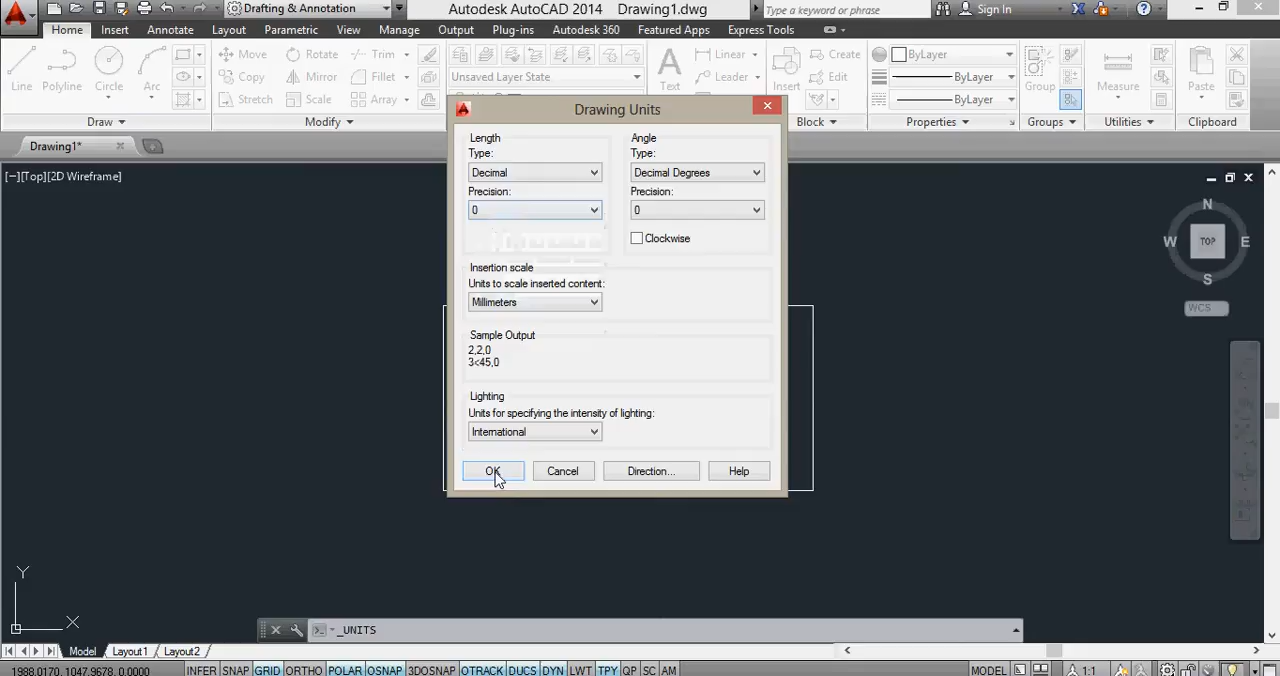 Drafting & Annotation
Autodesk AutoCAD 2014 Drawing1.dwg
Type a keyword or phrase
Sign In
Home Insert Annotate Layout Parametric View Manage Output Plug-ins Autodesk 360 Featured Apps Express Tools
Line Polyline Circle Arc
Move Rotate Trim
Copy Mirror Fillet
Stretch Scale Array
Unsaved Layer State
Text
Linear
Leader
Insert
Create
Edit
ByLayer
ByLayer
ByLayer
Group
Measure
Paste
Draw Modify Block Properties Groups Utilities Clipboard
Drawing1*
[−][Top][2D Wireframe]
Drawing Units
Length
Type:
Decimal
Precision:
0
Angle
Type:
Decimal Degrees
Precision:
0
Clockwise
Insertion scale
Units to scale inserted content:
Millimeters
Sample Output
2,2,0
3<45,0
Lighting
Units for specifying the intensity of lighting:
International
OK Cancel Direction... Help
N
W TOP E
S
WCS
Y
X
_UNITS
Model Layout1 Layout2
1988.0170, 1047.9678, 0.0000 INFER SNAP GRID ORTHO POLAR OSNAP 3DOSNAP OTRACK DUCS DYN LWT TPY QP SC AM MODEL 1:1